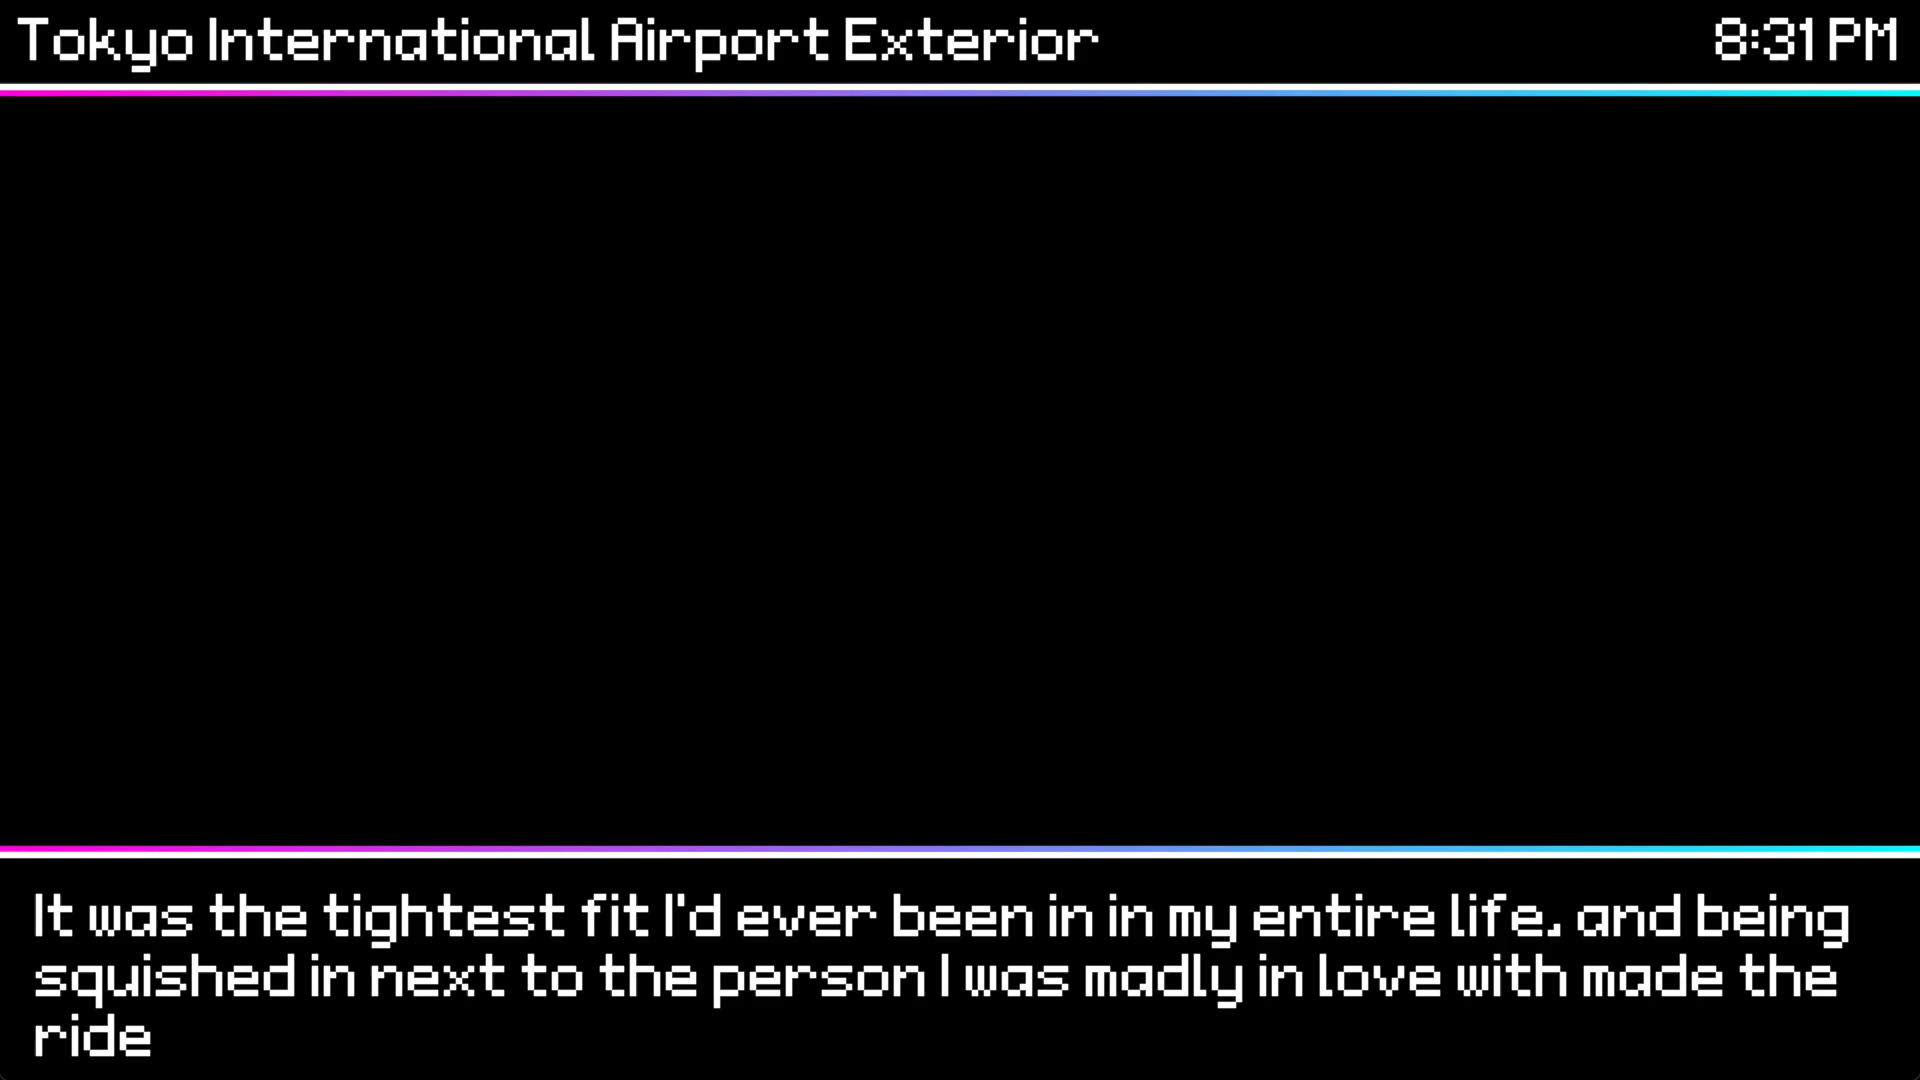 Tokyo International Airport Exterior
8:31 PM
It was the tightest fit I'd ever been in in my entire life, and being
squished in next to the person I was madly in love with made the
ride